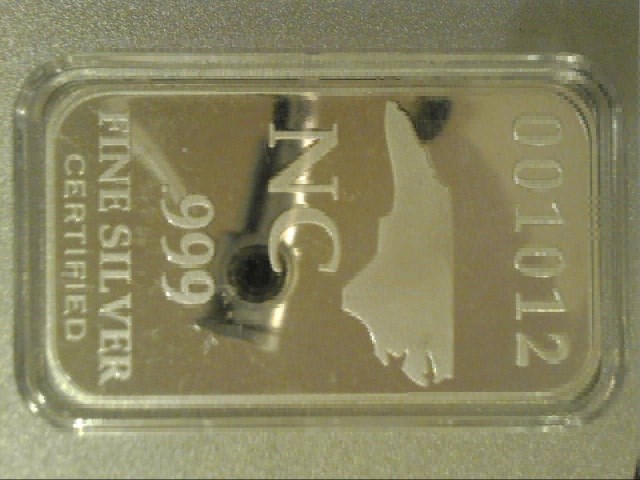 001012
NC
.999
FINE SILVER
CERTIFIED